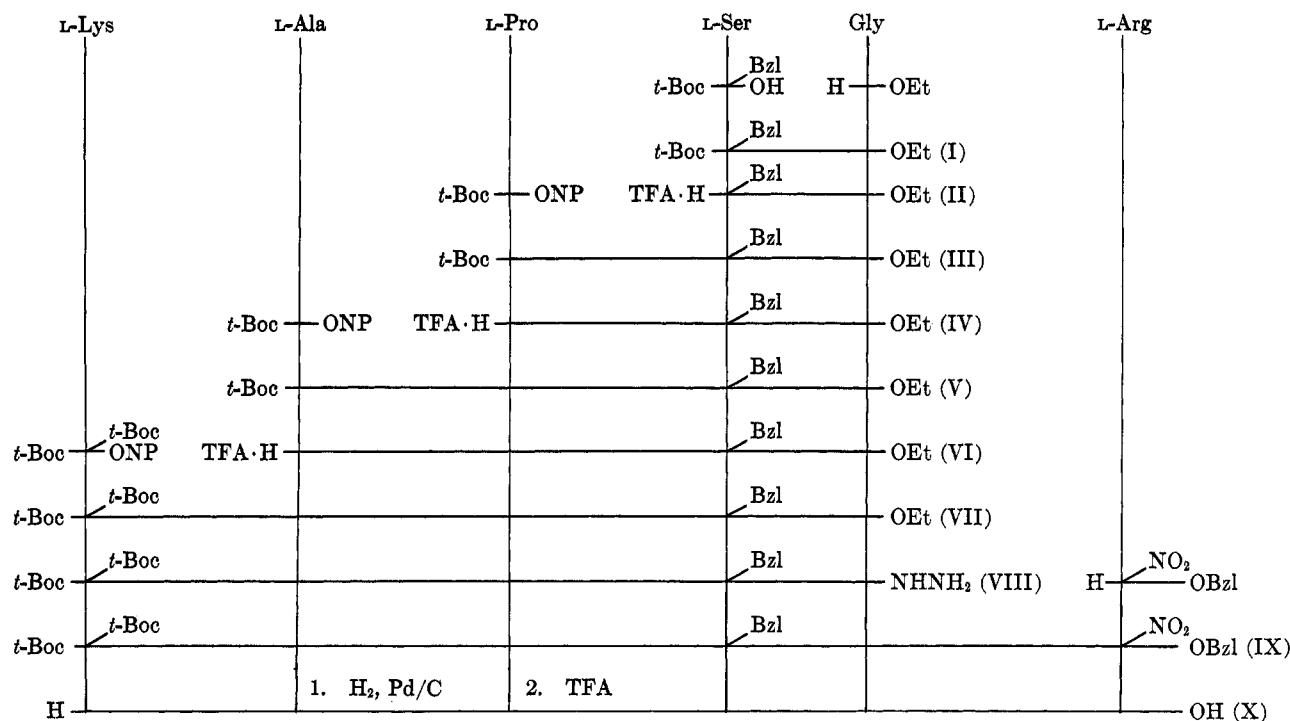 L-Lys L-Ala L-Pro L-Ser Gly L-Arg
Bzl
t-Boc OH H OEt
Bzl
t-Boc OEt (I)
Bzl
t-Boc ONP TFA·H OEt (II)
Bzl
t-Boc OEt (III)
Bzl
t-Boc ONP TFA·H OEt (IV)
Bzl
t-Boc OEt (V)
t-Boc Bzl
t-Boc ONP TFA·H OEt (VI)
t-Boc Bzl
t-Boc OEt (VII)
t-Boc Bzl NO₂
t-Boc NHNH₂ (VIII) H OBzl
t-Boc Bzl NO₂
t-Boc OBzl (IX)
1. H₂, Pd/C 2. TFA
H OH (X)